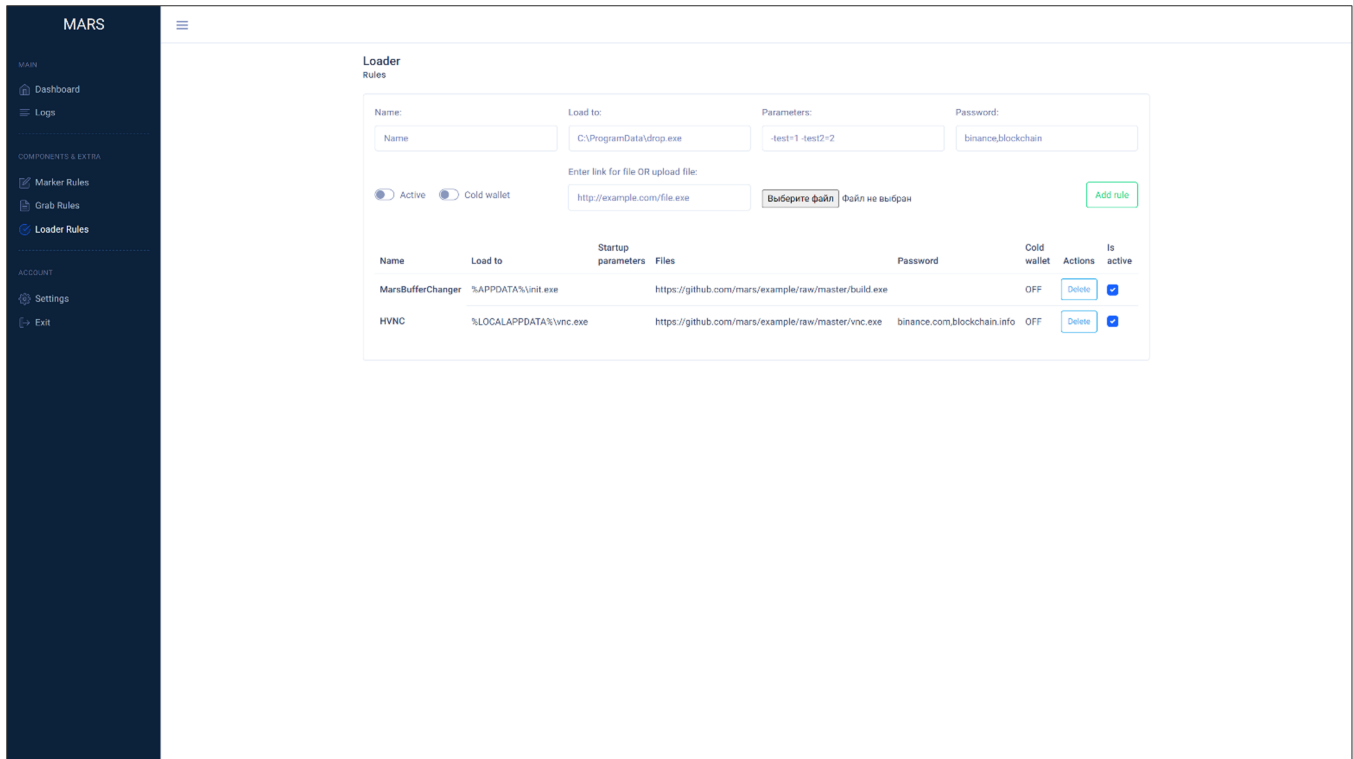 MARS
MAIN
Dashboard
Logs
COMPONENTS & EXTRA
Marker Rules
Grab Rules
Loader Rules
ACCOUNT
Settings
Exit
Loader
Rules
Name: Load to: Parameters: Password:
Name C:\ProgramData\drop.exe -test=1 -test2=2 binance,blockchain
Enter link for file OR upload file:
Active Cold wallet http://example.com/file.exe Выберите файл Файл не выбран Add rule
Name Load to Startup parameters Files Password Cold wallet Actions Is active
MarsBufferChanger %APPDATA%\init.exe https://github.com/mars/example/raw/master/build.exe OFF Delete
HVNC %LOCALAPPDATA%\vnc.exe https://github.com/mars/example/raw/master/vnc.exe binance.com,blockchain.info OFF Delete